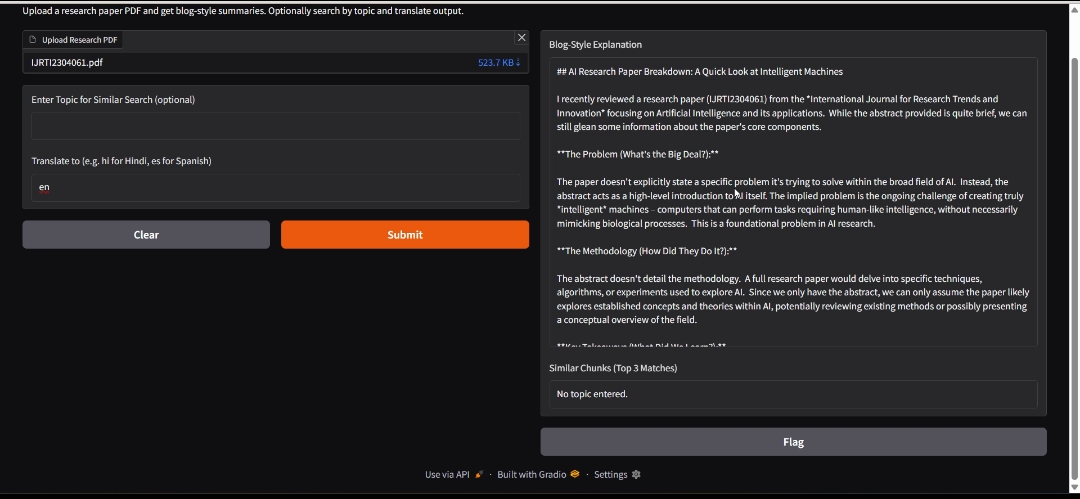 Upload a research paper PDF and get blog-style summaries. Optionally search by topic and translate output.
Upload Research PDF
IJRTI2304061.pdf
523.7 KB↓
Enter Topic for Similar Search (optional)
Translate to (e.g. hi for Hindi, es for Spanish)
en
Clear
Submit
Blog-Style Explanation
## AI Research Paper Breakdown: A Quick Look at Intelligent Machines
I recently reviewed a research paper (IJRTI2304061) from the *International Journal for Research Trends and
Innovation* focusing on Artificial Intelligence and its applications.  While the abstract provided is quite brief, we can
still glean some information about the paper's core components.
**The Problem (What's the Big Deal?):**
The paper doesn't explicitly state a specific problem it's trying to solve within the broad field of AI.  Instead, the
abstract acts as a high-level introduction to AI itself. The implied problem is the ongoing challenge of creating truly
*intelligent* machines – computers that can perform tasks requiring human-like intelligence, without necessarily
mimicking biological processes.  This is a foundational problem in AI research.
**The Methodology (How Did They Do It?):**
The abstract doesn't detail the methodology.  A full research paper would delve into specific techniques,
algorithms, or experiments used to explore AI.  Since we only have the abstract, we can only assume the paper likely
explores established concepts and theories within AI, potentially reviewing existing methods or possibly presenting
a conceptual overview of the field.
**Key Takeaways (What Did We Learn?):**
Similar Chunks (Top 3 Matches)
No topic entered.
Flag
Use via API · Built with Gradio · Settings